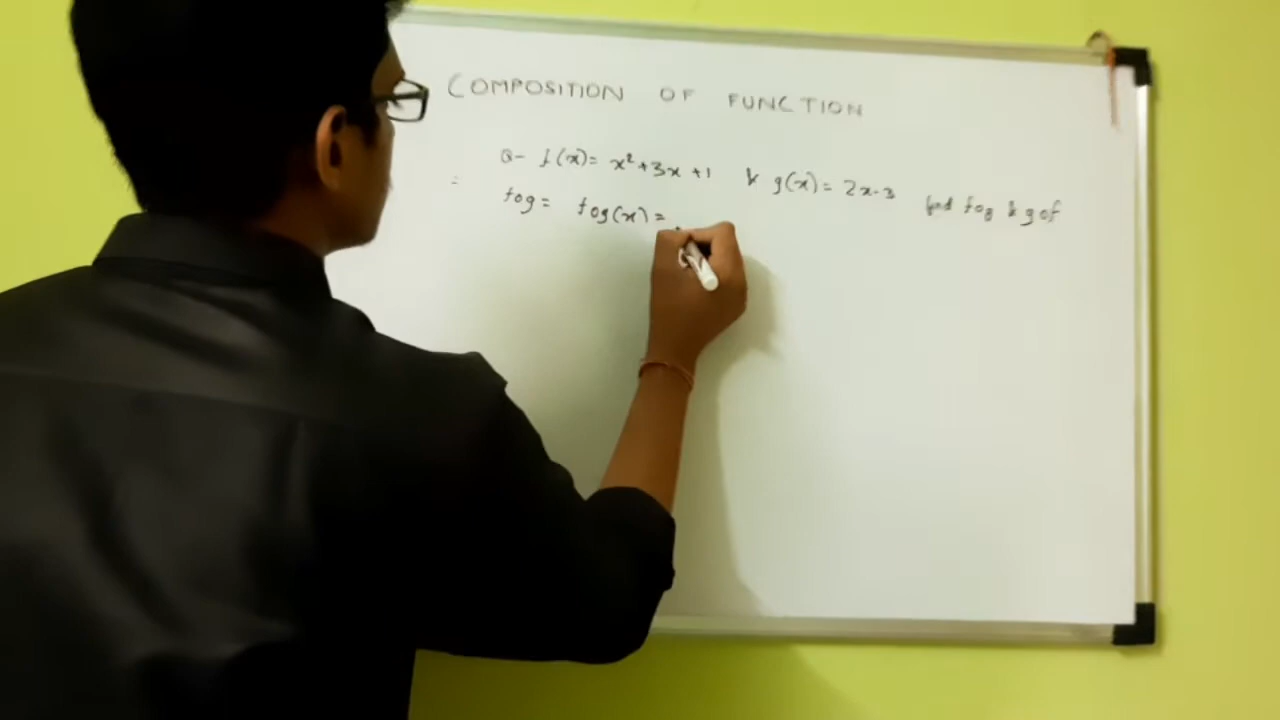 COMPOSITION OF FUNCTION
Q- f(x)= x²+3x+1 & g(x)= 2x-3 find fog & gof
= fog= fog(x)=